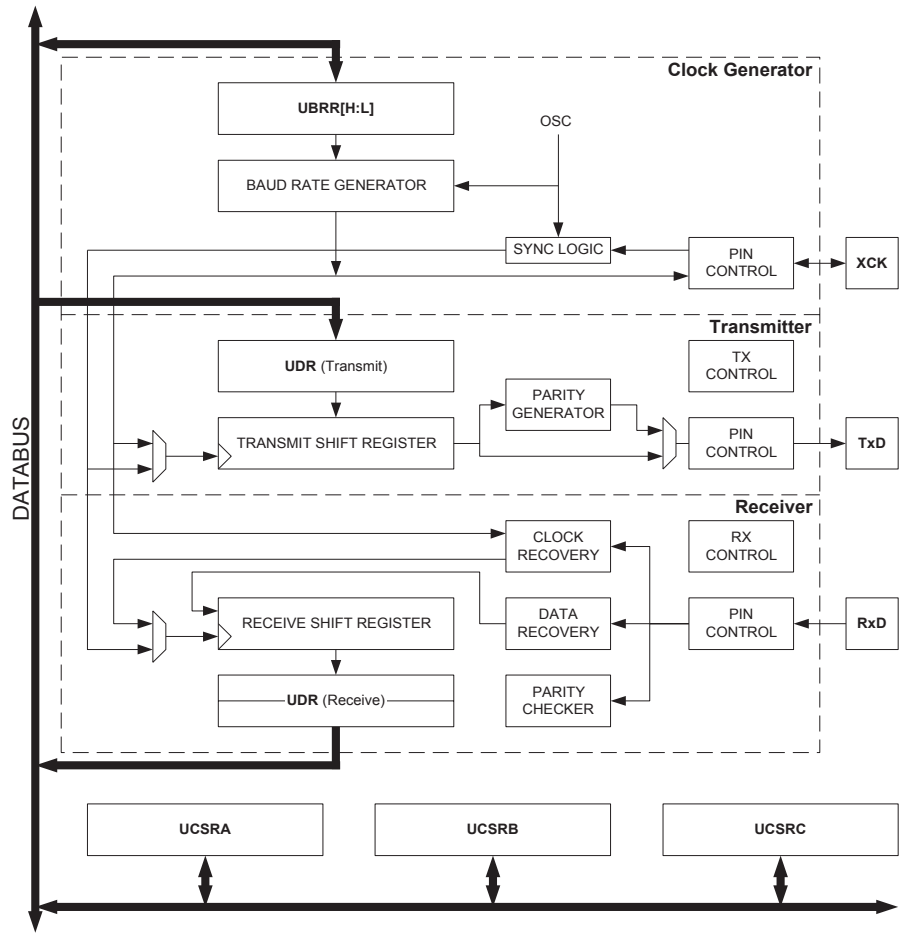 Clock Generator
UBRR[H:L]
OSC
BAUD RATE GENERATOR
SYNC LOGIC
PIN
CONTROL
XCK
Transmitter
UDR (Transmit)
TX
CONTROL
PARITY
GENERATOR
TRANSMIT SHIFT REGISTER
PIN
CONTROL
TxD
DATABUS
Receiver
CLOCK
RECOVERY
RX
CONTROL
RECEIVE SHIFT REGISTER
DATA
RECOVERY
PIN
CONTROL
RxD
UDR (Receive)
PARITY
CHECKER
UCSRA
UCSRB
UCSRC